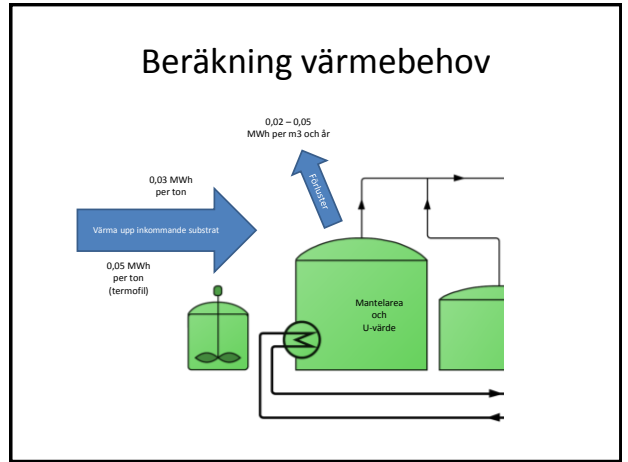 Beräkning värmebehov
0,02 – 0,05
MWh per m3 och år
Förluster
0,03 MWh
per ton
Värma upp inkommande substrat
0,05 MWh
per ton
(termofil)
Mantelarea
och
U-värde